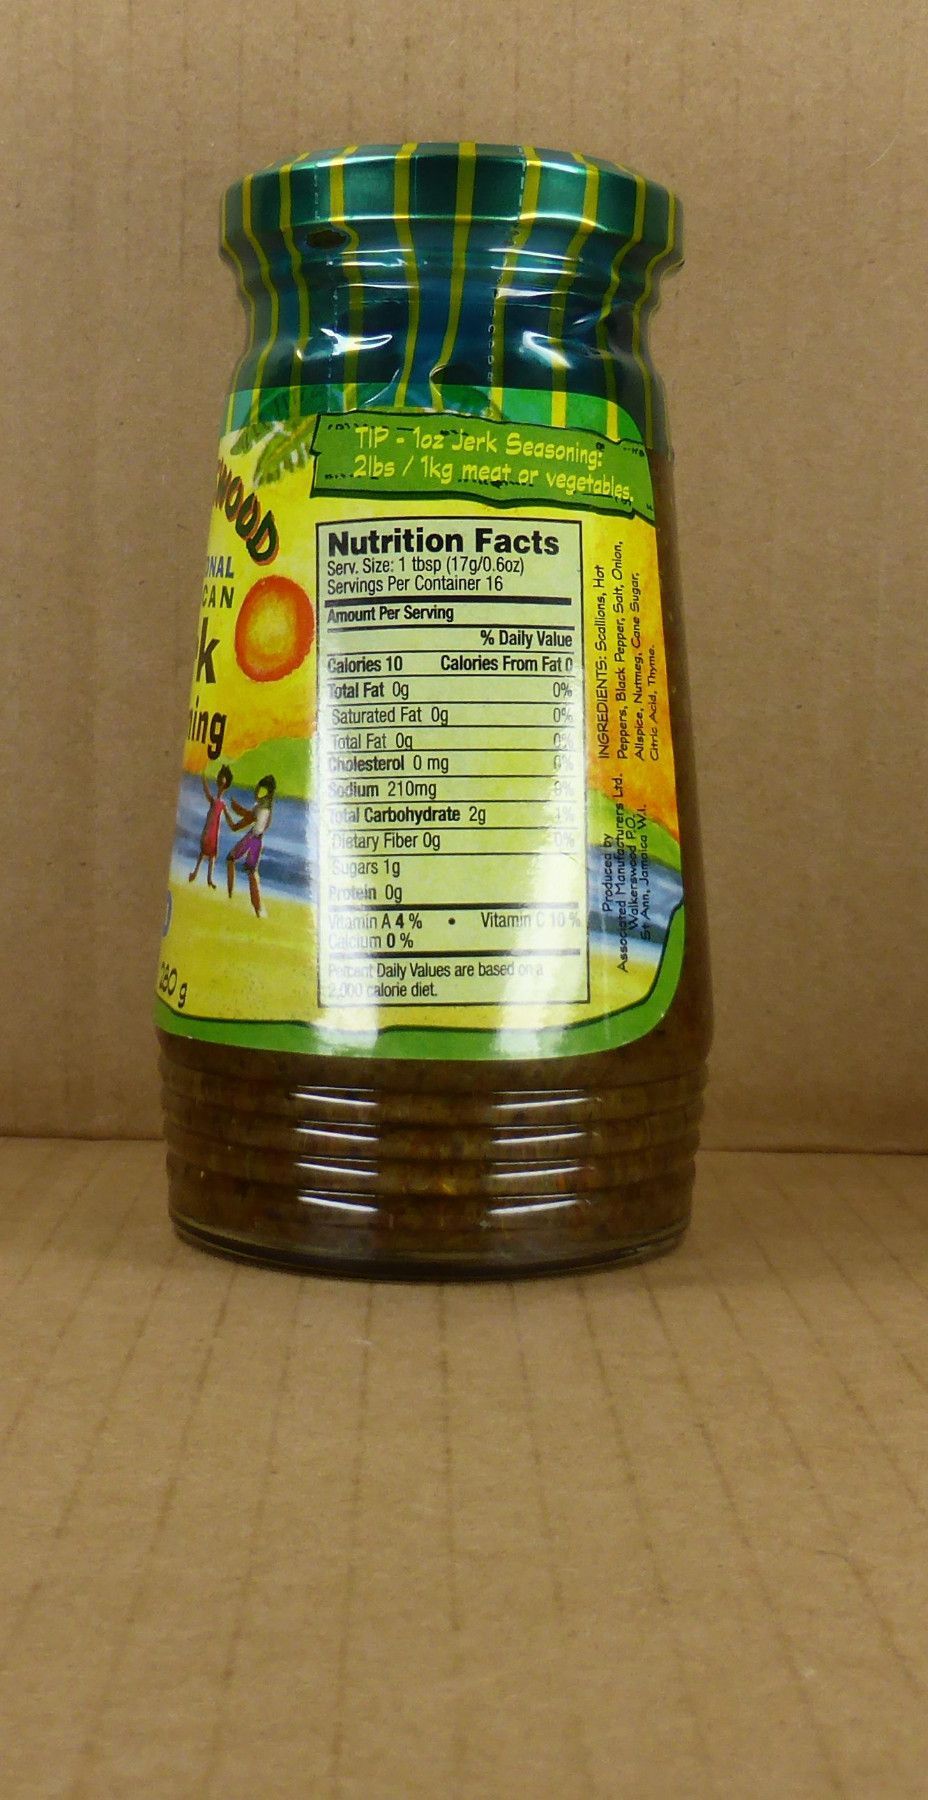 WOOD
ONAL
CAN
k
ning
280 g
TIP - 1oz Jerk Seasoning:
2lbs / 1kg meat or vegetables.
Nutrition Facts
Serv. Size: 1 tbsp (17g/0.6oz)
Servings Per Container 16
Amount Per Serving
% Daily Value
Calories 10 Calories From Fat 0
Total Fat 0g 0%
Saturated Fat 0g 0%
Total Fat 0g 0%
Cholesterol 0 mg 0%
Sodium 210mg 9%
Total Carbohydrate 2g 1%
Dietary Fiber 0g 0%
Sugars 1g
Protein 0g
Vitamin A 4 % • Vitamin C 10 %
Calcium 0 %
Percent Daily Values are based on a
2,000 calorie diet.
INGREDIENTS: Scallions, Hot
Peppers, Black Pepper, Salt, Onion,
Allspice, Nutmeg, Cane Sugar,
Citric Acid, Thyme.
Produced by
Associated Manufacturers Ltd.
Walkerswood P.O.
St Ann, Jamaica W.I.